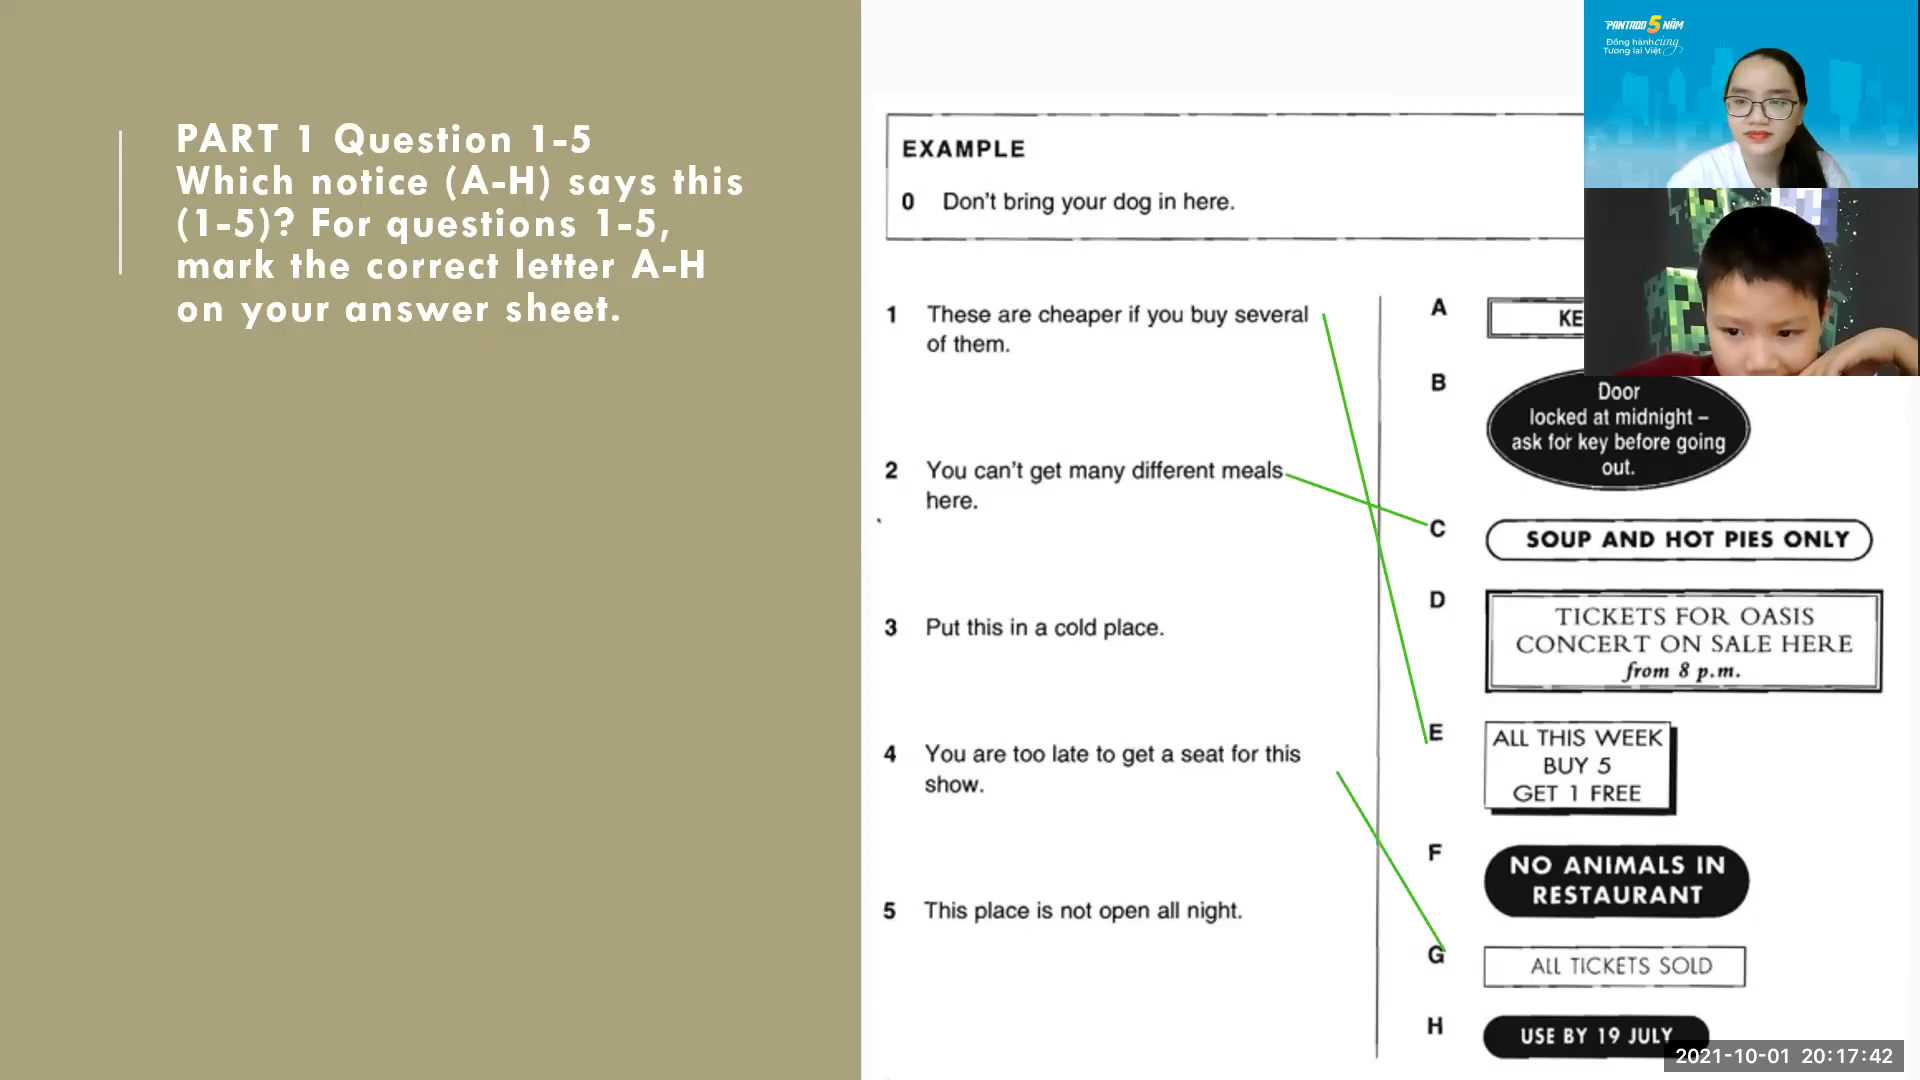 PART 1 Question 1-5
Which notice (A-H) says this
(1-5)? For questions 1-5,
mark the correct letter A-H
on your answer sheet.
EXAMPLE
0 Don't bring your dog in here.
1 These are cheaper if you buy several
of them.
2 You can't get many different meals
here.
3 Put this in a cold place.
4 You are too late to get a seat for this
show.
5 This place is not open all night.
A
B Door
locked at midnight –
ask for key before going
out.
C SOUP AND HOT PIES ONLY
D TICKETS FOR OASIS
CONCERT ON SALE HERE
from 8 p.m.
E ALL THIS WEEK
BUY 5
GET 1 FREE
F NO ANIMALS IN
RESTAURANT
G ALL TICKETS SOLD
H USE BY 19 JULY
PANTADO 5 NĂM
Đồng hành cùng
Tương lai Việt
2021-10-01 20:17:42